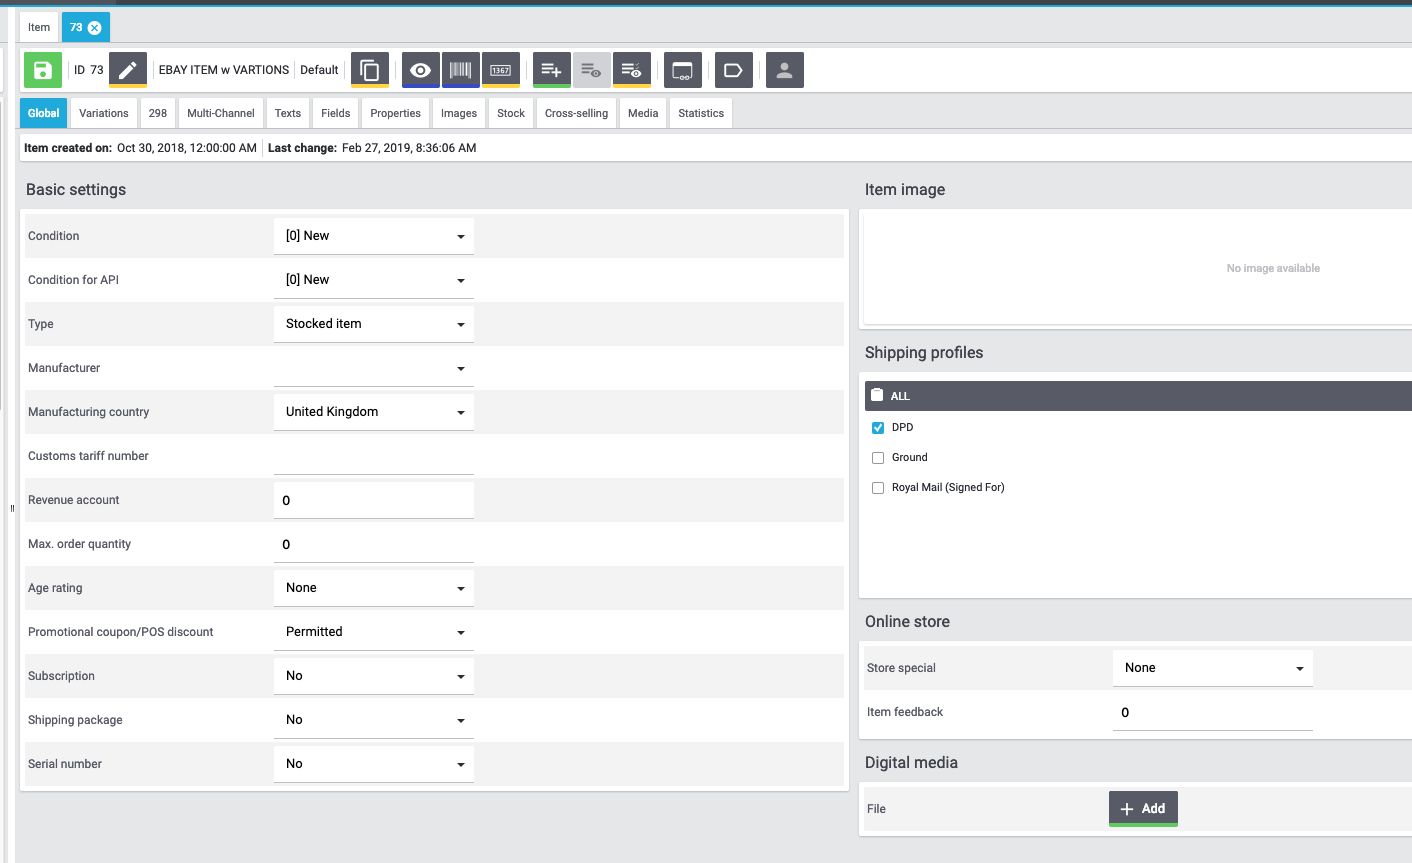 Item 73
ID 73 EBAY ITEM w VARTIONS Default 1367
Global Variations 298 Multi-Channel Texts Fields Properties Images Stock Cross-selling Media Statistics
Item created on: Oct 30, 2018, 12:00:00 AM Last change: Feb 27, 2019, 8:36:06 AM
Basic settings
Condition [0] New
Condition for API [0] New
Type Stocked item
Manufacturer
Manufacturing country United Kingdom
Customs tariff number
Revenue account 0
Max. order quantity 0
Age rating None
Promotional coupon/POS discount Permitted
Subscription No
Shipping package No
Serial number No
Item image
No image available
Shipping profiles
ALL
DPD
Ground
Royal Mail (Signed For)
Online store
Store special None
Item feedback 0
Digital media
File Add